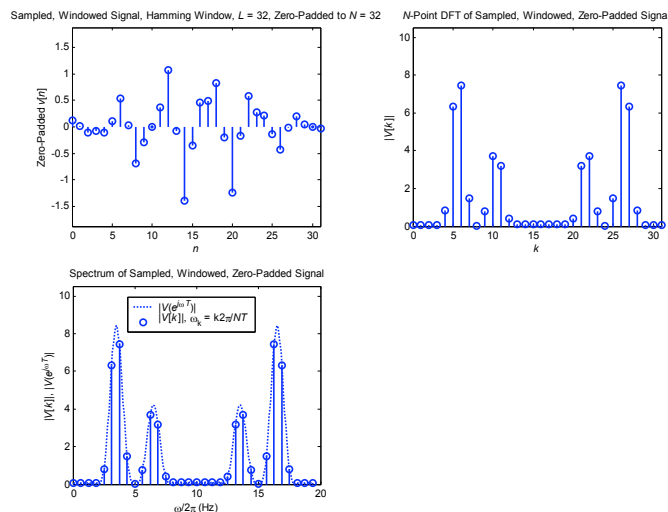 Sampled, Windowed Signal, Hamming Window, L = 32, Zero-Padded to N = 32
1.5
1
0.5
0
-0.5
-1
-1.5
Zero-Padded v[n]
0 5 10 15 20 25 30
n
N-Point DFT of Sampled, Windowed, Zero-Padded Signa
10
8
6
4
2
0
|V[k]|
0 5 10 15 20 25 30
k
Spectrum of Sampled, Windowed, Zero-Padded Signal
10
8
6
4
2
0
|V[k]|, |V(e^{jωT})|
|V(e^{jωT})|
|V[k]|, ω_k = k2π/NT
0 5 10 15 20
ω/2π (Hz)